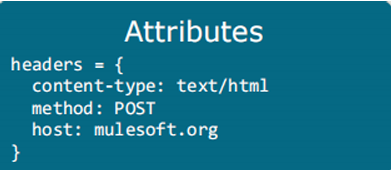 Attributes
headers = {
  content-type: text/html
  method: POST
  host: mulesoft.org
}